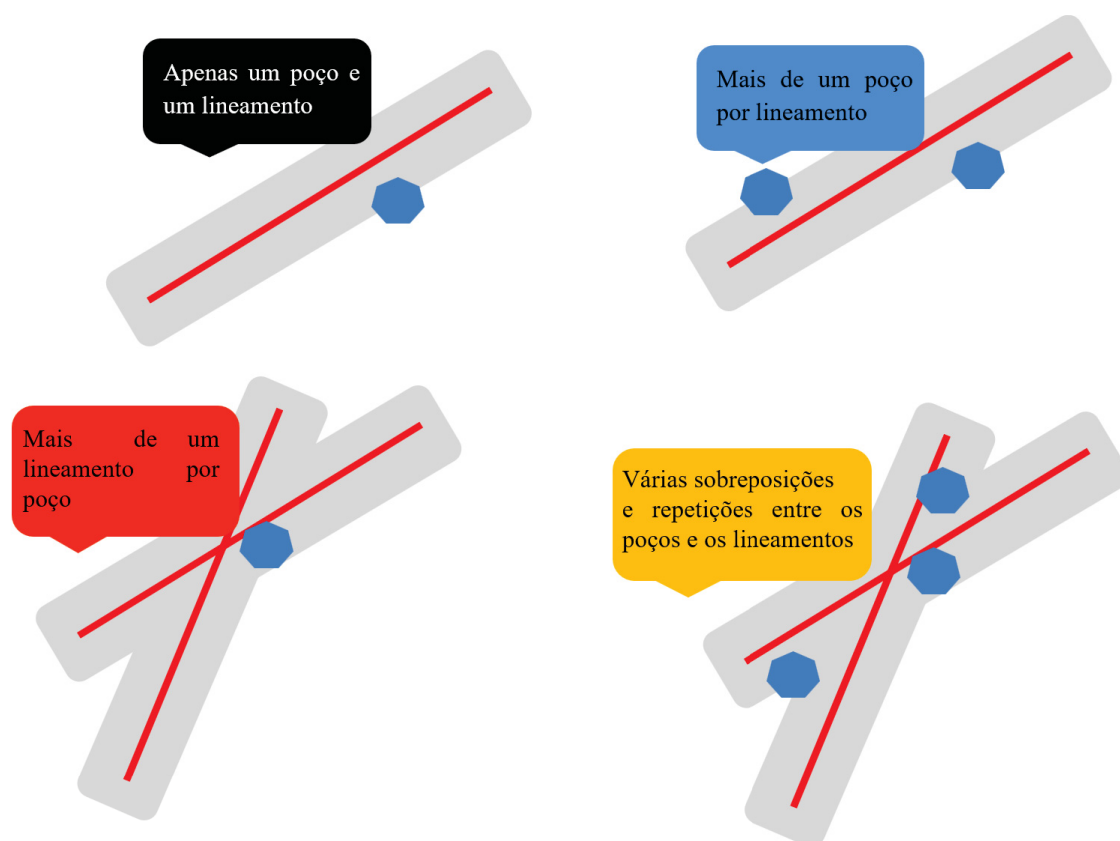 Apenas um poço e
um lineamento
Mais de um poço
por lineamento
Mais de um
lineamento por
poço
Várias sobreposições
e repetições entre os
poços e os lineamentos